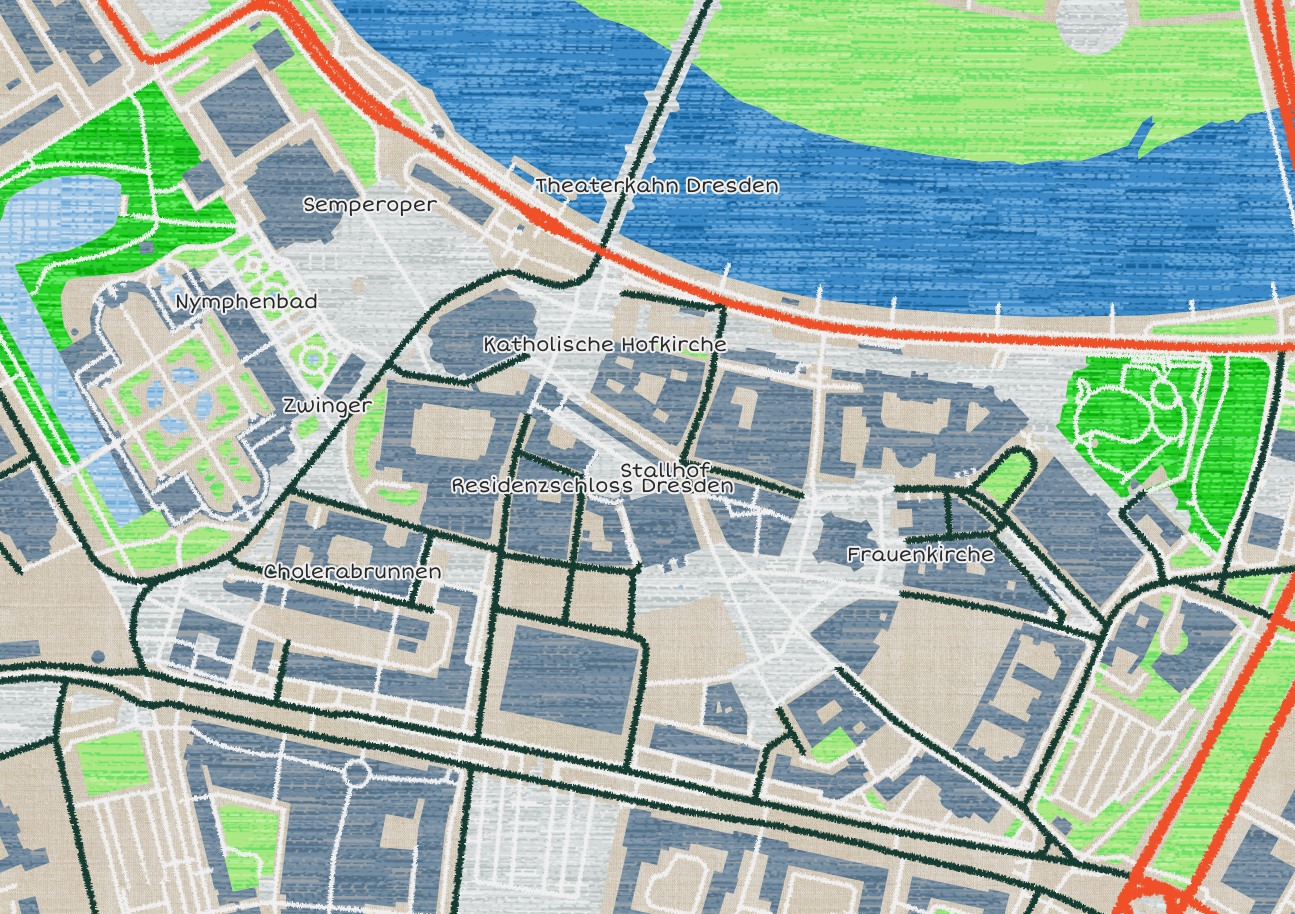 Theaterkahn Dresden
Semperoper
Nymphenbad
Katholische Hofkirche
Zwinger
Stallhof
Residenzschloss Dresden
Frauenkirche
Cholerabrunnen